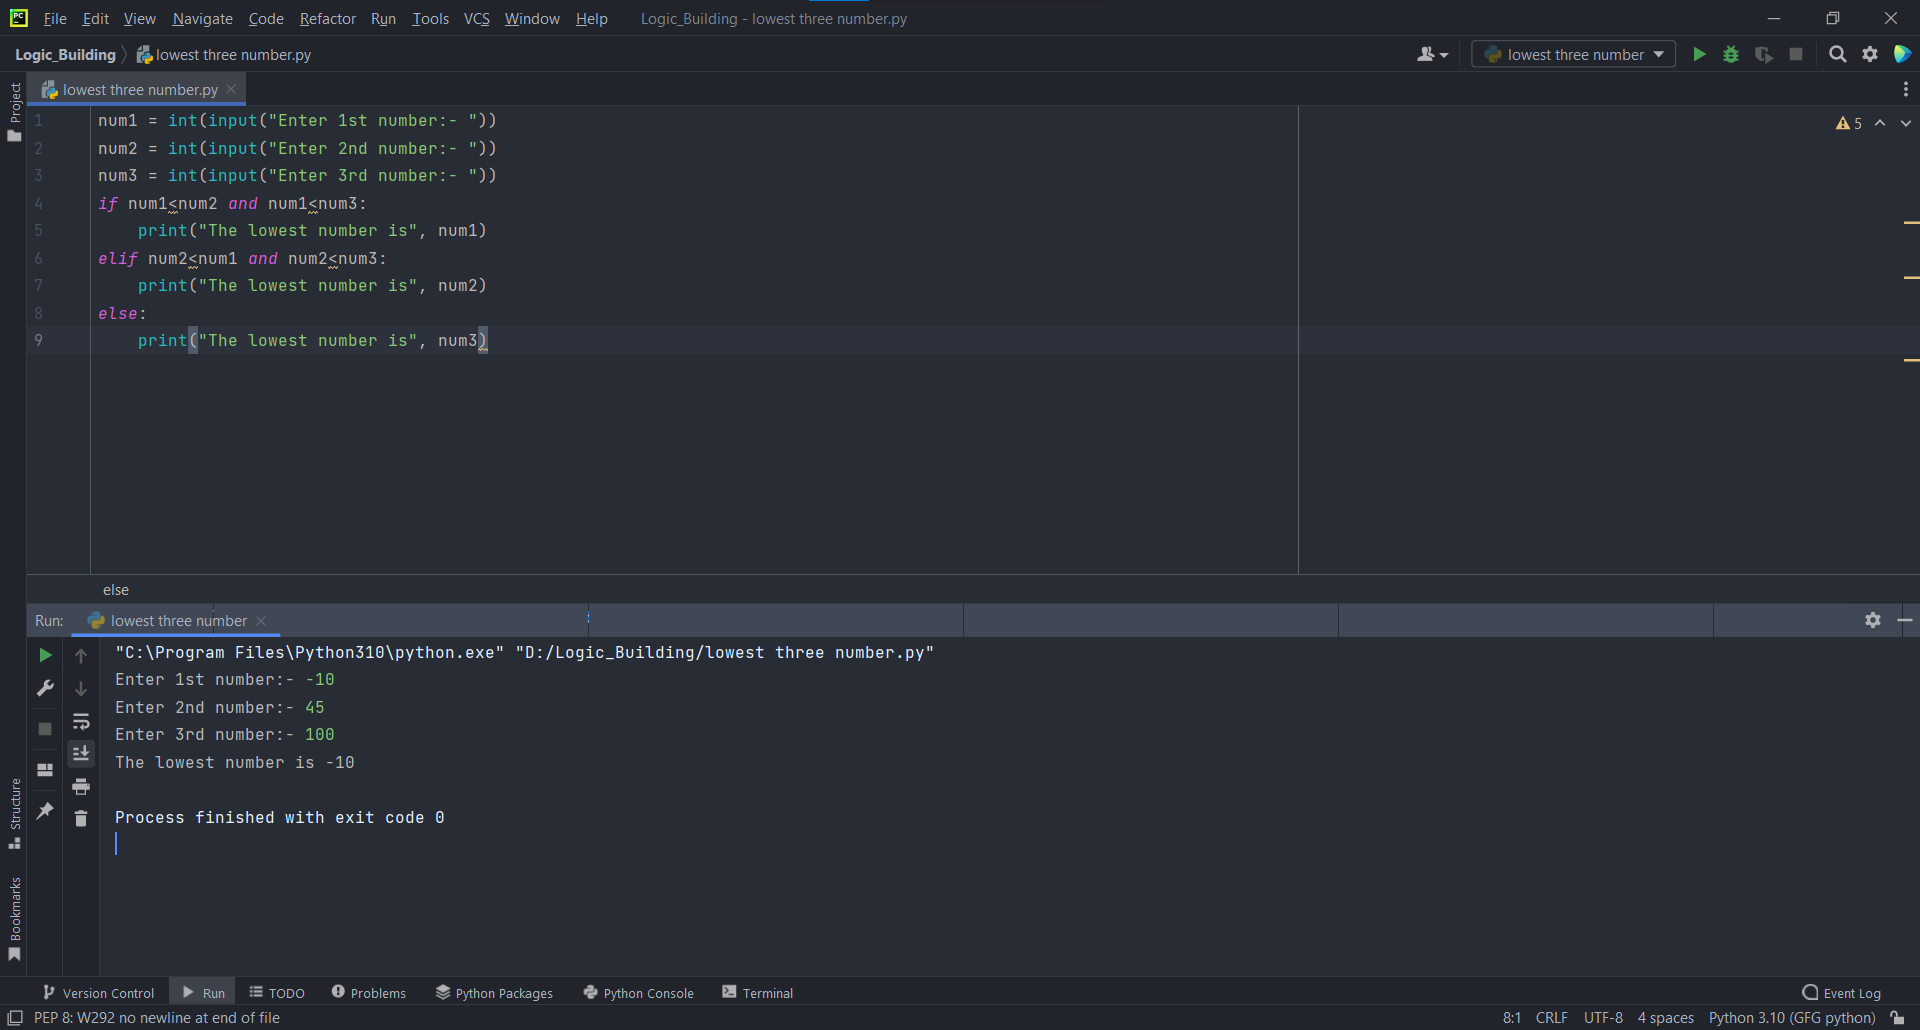 PC File Edit View Navigate Code Refactor Run Tools VCS Window Help Logic_Building - lowest three number.py
Logic_Building lowest three number.py lowest three number
Project
lowest three number.py
1 num1 = int(input("Enter 1st number:- "))
2 num2 = int(input("Enter 2nd number:- "))
3 num3 = int(input("Enter 3rd number:- "))
4 if num1<num2 and num1<num3:
5     print("The lowest number is", num1)
6 elif num2<num1 and num2<num3:
7     print("The lowest number is", num2)
8 else:
9     print("The lowest number is", num3)
5
else
Run: lowest three number
"C:\Program Files\Python310\python.exe" "D:/Logic_Building/lowest three number.py"
Enter 1st number:- -10
Enter 2nd number:- 45
Enter 3rd number:- 100
The lowest number is -10
Process finished with exit code 0
Structure
Bookmarks
Version Control Run TODO Problems Python Packages Python Console Terminal Event Log
PEP 8: W292 no newline at end of file 8:1 CRLF UTF-8 4 spaces Python 3.10 (GFG python)